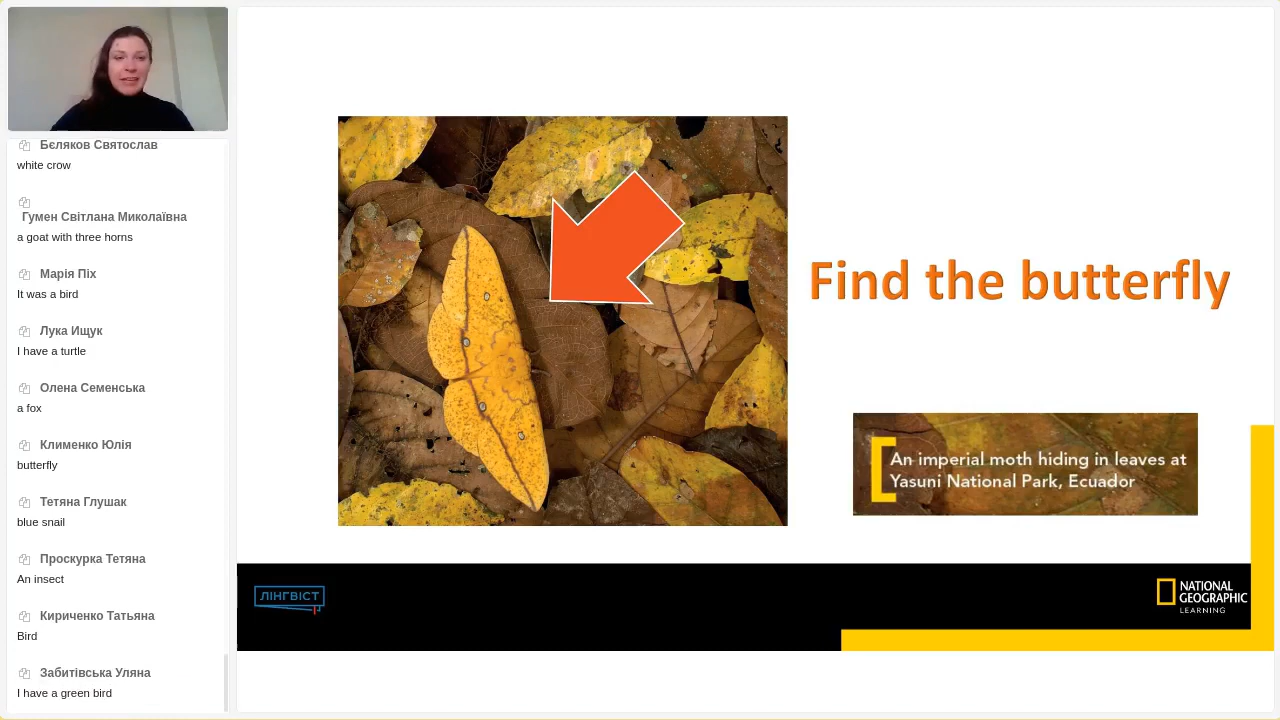 Бєляков Святослав
white crow
Гумен Світлана Миколаївна
a goat with three horns
Марія Піх
It was a bird
Лука Ищук
I have a turtle
Олена Семенська
a fox
Клименко Юлія
butterfly
Тетяна Глушак
blue snail
Проскурка Тетяна
An insect
Кириченко Татьяна
Bird
Забитівська Уляна
I have a green bird
Find the butterfly
An imperial moth hiding in leaves at
Yasuni National Park, Ecuador
ЛІНГВІСТ
NATIONAL
GEOGRAPHIC
LEARNING